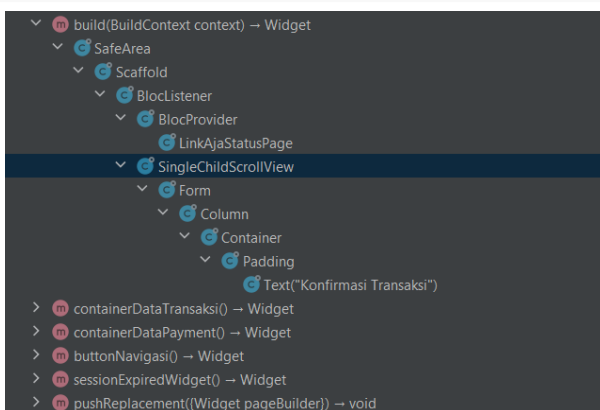 build(BuildContext context) → Widget
SafeArea
Scaffold
BlocListener
BlocProvider
LinkAjaStatusPage
SingleChildScrollView
Form
Column
Container
Padding
Text("Konfirmasi Transaksi")
containerDataTransaksi() → Widget
containerDataPayment() → Widget
buttonNavigasi() → Widget
sessionExpiredWidget() → Widget
pushReplacement({Widget pageBuilder}) → void